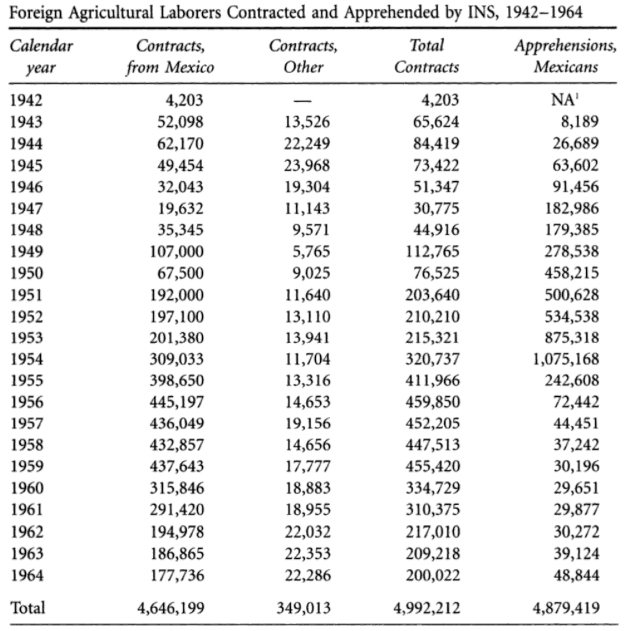 Foreign Agricultural Laborers Contracted and Apprehended by INS, 1942–1964
Calendar year Contracts, from Mexico Contracts, Other Total Contracts Apprehensions, Mexicans
1942 4,203 — 4,203 NA¹
1943 52,098 13,526 65,624 8,189
1944 62,170 22,249 84,419 26,689
1945 49,454 23,968 73,422 63,602
1946 32,043 19,304 51,347 91,456
1947 19,632 11,143 30,775 182,986
1948 35,345 9,571 44,916 179,385
1949 107,000 5,765 112,765 278,538
1950 67,500 9,025 76,525 458,215
1951 192,000 11,640 203,640 500,628
1952 197,100 13,110 210,210 534,538
1953 201,380 13,941 215,321 875,318
1954 309,033 11,704 320,737 1,075,168
1955 398,650 13,316 411,966 242,608
1956 445,197 14,653 459,850 72,442
1957 436,049 19,156 452,205 44,451
1958 432,857 14,656 447,513 37,242
1959 437,643 17,777 455,420 30,196
1960 315,846 18,883 334,729 29,651
1961 291,420 18,955 310,375 29,877
1962 194,978 22,032 217,010 30,272
1963 186,865 22,353 209,218 39,124
1964 177,736 22,286 200,022 48,844
Total 4,646,199 349,013 4,992,212 4,879,419